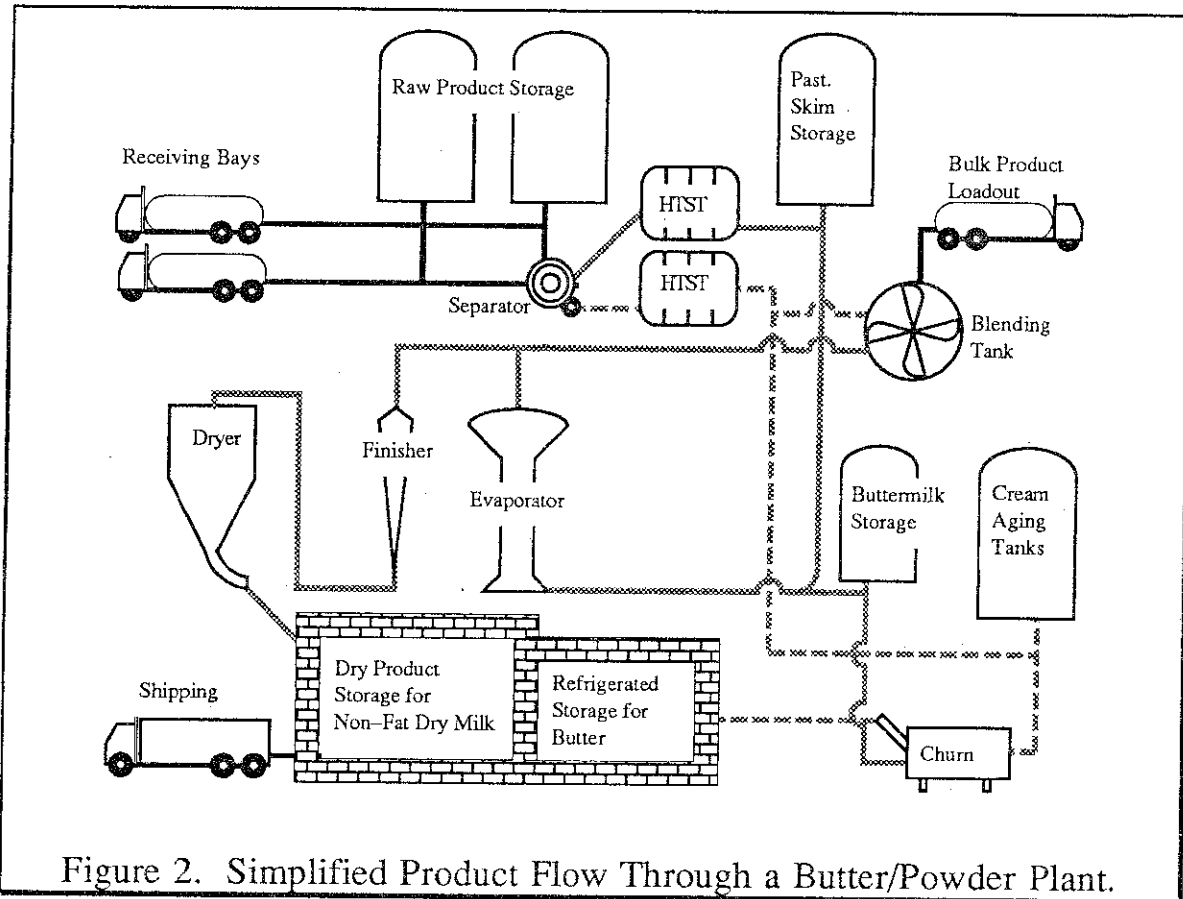 Raw Product Storage
Past.
Skim
Storage
Receiving Bays
HTST
Bulk Product
Loadout
HTST
Separator
Blending
Tank
Dryer
Finisher
Evaporator
Buttermilk
Storage
Cream
Aging
Tanks
Dry Product
Storage for
Non-Fat Dry Milk
Refrigerated
Storage for
Butter
Shipping
Churn
Figure 2. Simplified Product Flow Through a Butter/Powder Plant.